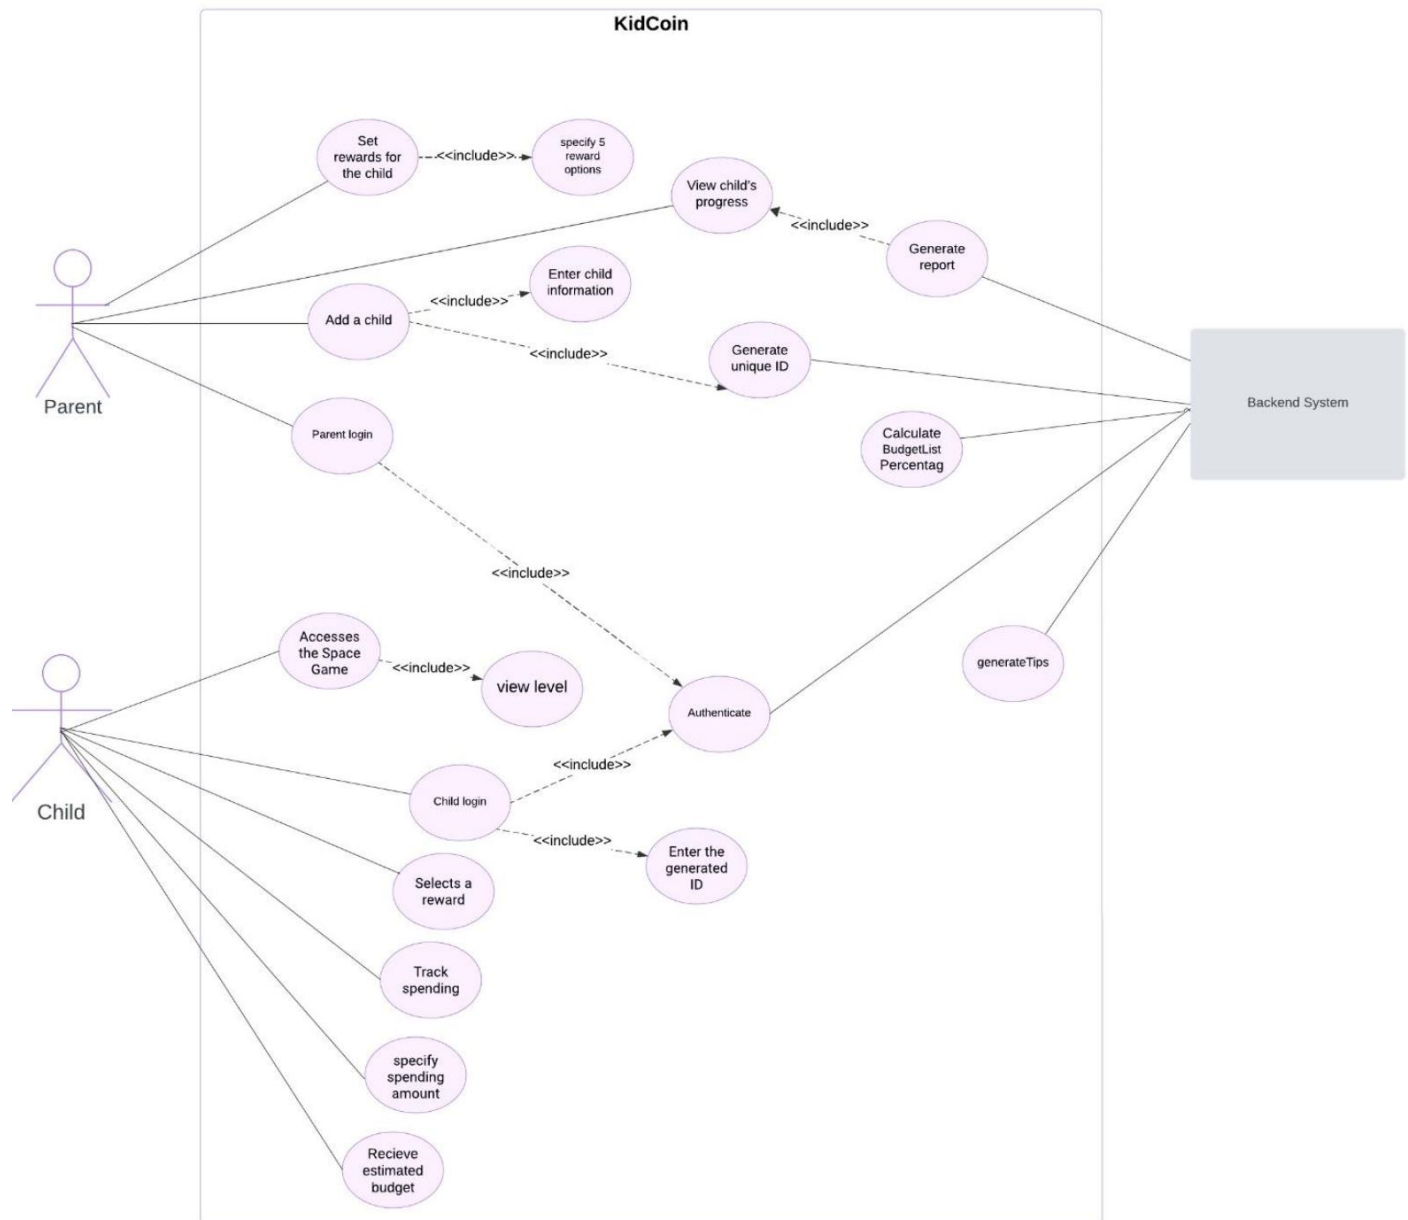 KidCoin
Set
rewards for
the child
<<include>>
specify 5
reward
options
View child's
progress
<<include>>
Generate
report
Enter child
information
<<include>>
Add a child
<<include>>
Generate
unique ID
Backend System
Parent
Parent login
Calculate
BudgetList
Percentag
<<include>>
Accesses
the Space
Game
<<include>>
view level
generateTips
Authenticate
<<include>>
Child
Child login
<<include>>
Enter the
generated
ID
Selects a
reward
Track
spending
specify
spending
amount
Recieve
estimated
budget